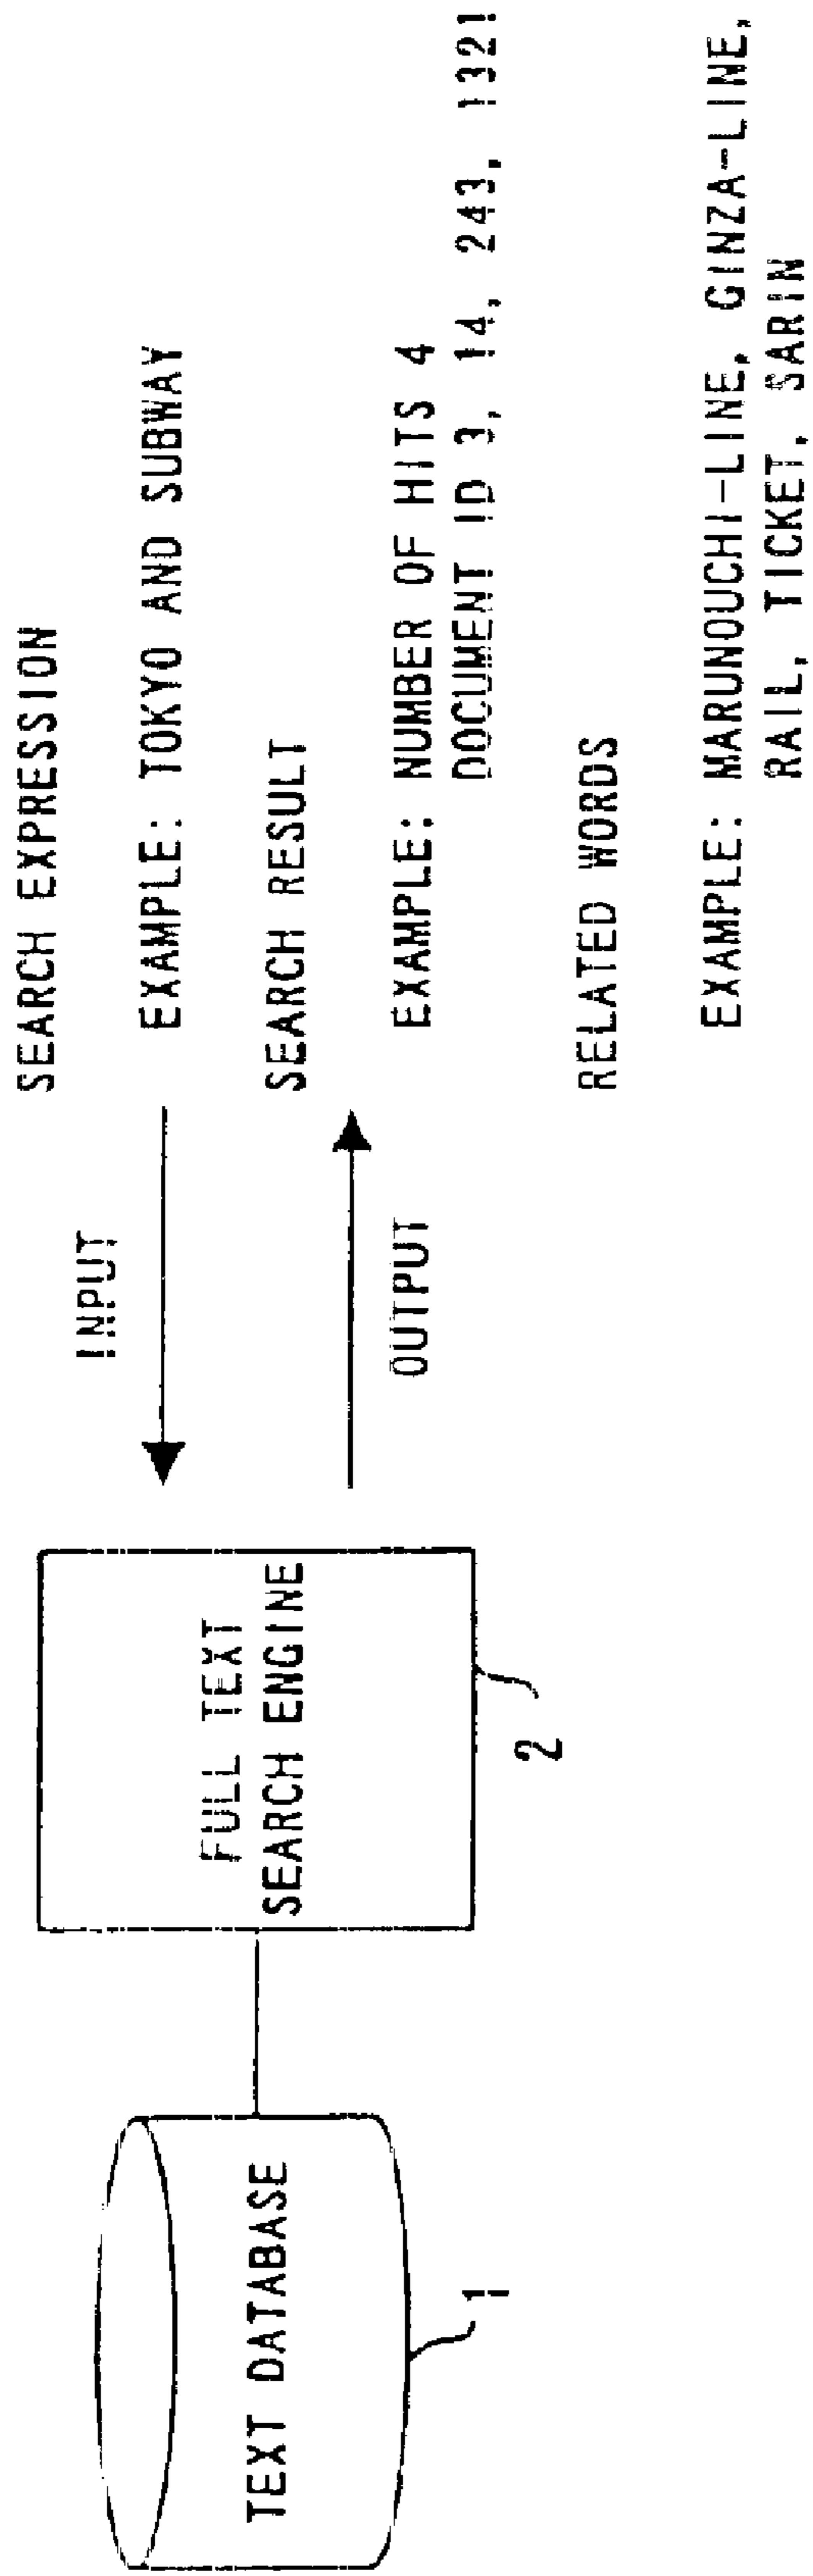 TEXT DATABASE
1
FULL TEXT
SEARCH ENGINE
2
INPUT
OUTPUT
SEARCH EXPRESSION
EXAMPLE: TOKYO AND SUBWAY
SEARCH RESULT
EXAMPLE: NUMBER OF HITS 4
DOCUMENT ID 3, 14, 243, 1321
RELATED WORDS
EXAMPLE: MARUNOUCHI-LINE, GINZA-LINE,
RAIL, TICKET, SARIN